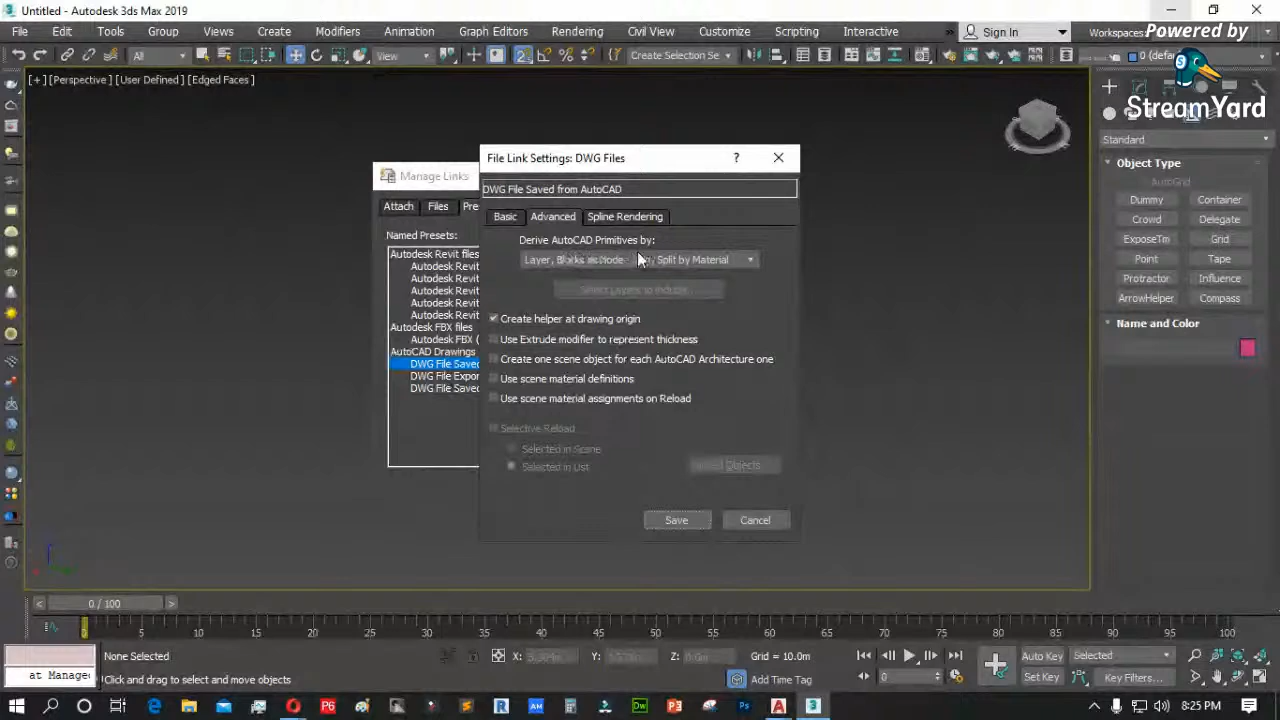 Untitled - Autodesk 3ds Max 2019
File Edit Tools Group Views Create Modifiers Animation Graph Editors Rendering Civil View Customize Scripting Interactive Sign In Workspaces:
Powered by
StreamYard
All View Create Selection Se 0 (default)
[+] [Perspective] [User Defined] [Edged Faces]
Standard
Object Type
AutoGrid
Dummy Container
Crowd Delegate
ExposeTm Grid
Point Tape
Protractor Influence
ArrowHelper Compass
Name and Color
Manage Links
Attach Files Pre
Named Presets:
Autodesk Revit files
Autodesk Revit
Autodesk Revit
Autodesk Revit
Autodesk Revit
Autodesk Revit
Autodesk FBX files
Autodesk FBX (
AutoCAD Drawings
DWG File Saved
DWG File Expor
DWG File Saved
File Link Settings: DWG Files
? ×
DWG File Saved from AutoCAD
Basic Advanced Spline Rendering
Derive AutoCAD Primitives by:
Layer, Blocks as Node Split by Material
Select Layers to include...
Create helper at drawing origin
Use Extrude modifier to represent thickness
Create one scene object for each AutoCAD Architecture one
Use scene material definitions
Use scene material assignments on Reload
Selective Reload
Selected in Scene
Selected in List
Save Cancel
< 0 / 100 >
0 5 10 15 20 25 30 35 40 45 50 55 60 65 70 75 80 85 90 95 100
None Selected X: Y: Z: Grid = 10.0m Auto Key Selected
at Manage Click and drag to select and move objects Add Time Tag 0 Set Key Key Filters...
8:25 PM